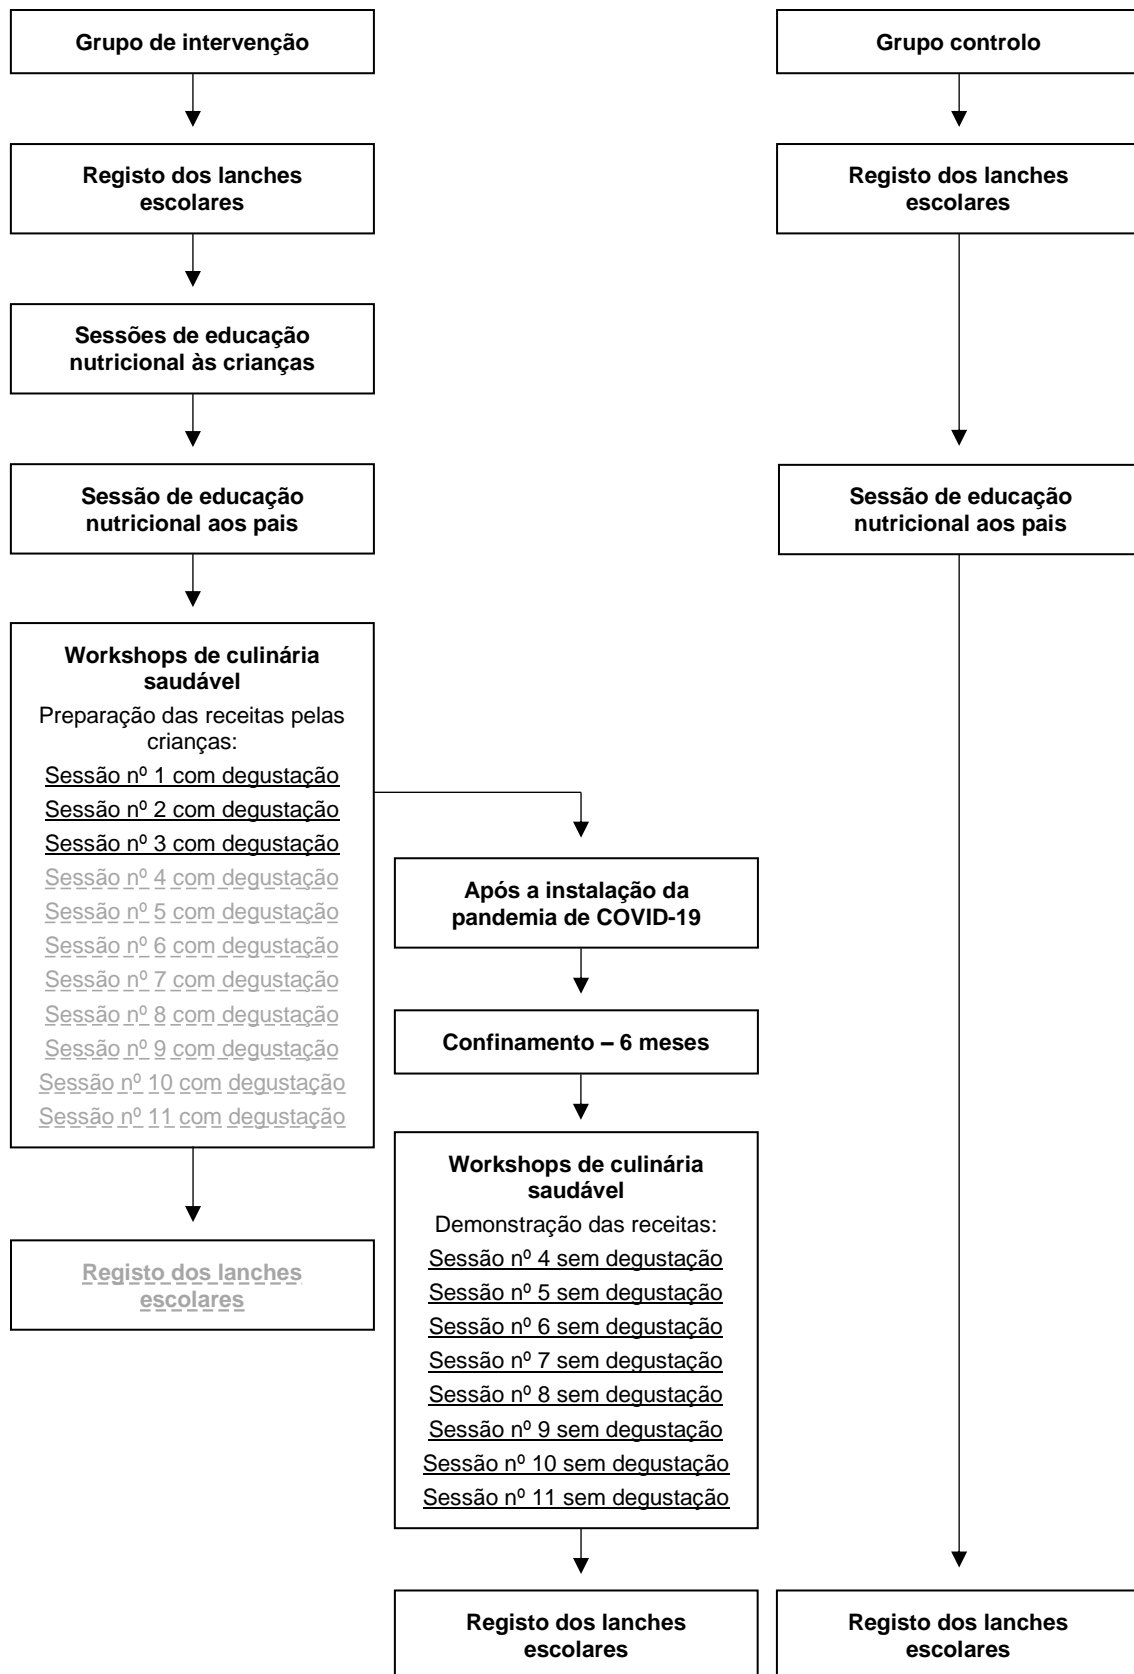 Grupo de intervenção
Grupo controlo
Registo dos lanches
escolares
Registo dos lanches
escolares
Sessões de educação
nutricional às crianças
Sessão de educação
nutricional aos pais
Sessão de educação
nutricional aos pais
Workshops de culinária
saudável
Preparação das receitas pelas
crianças:
Sessão nº 1 com degustação
Sessão nº 2 com degustação
Sessão nº 3 com degustação
Sessão nº 4 com degustação
Sessão nº 5 com degustação
Sessão nº 6 com degustação
Sessão nº 7 com degustação
Sessão nº 8 com degustação
Sessão nº 9 com degustação
Sessão nº 10 com degustação
Sessão nº 11 com degustação
Registo dos lanches
escolares
Após a instalação da
pandemia de COVID-19
Confinamento – 6 meses
Workshops de culinária
saudável
Demonstração das receitas:
Sessão nº 4 sem degustação
Sessão nº 5 sem degustação
Sessão nº 6 sem degustação
Sessão nº 7 sem degustação
Sessão nº 8 sem degustação
Sessão nº 9 sem degustação
Sessão nº 10 sem degustação
Sessão nº 11 sem degustação
Registo dos lanches
escolares
Registo dos lanches
escolares